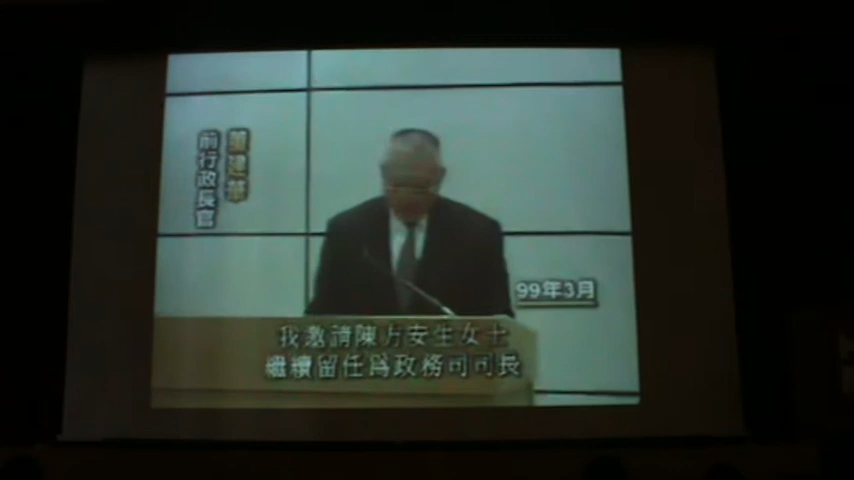 董建華
前行政長官
99年3月
我邀請陳方安生女士
繼續留任為政務司司長